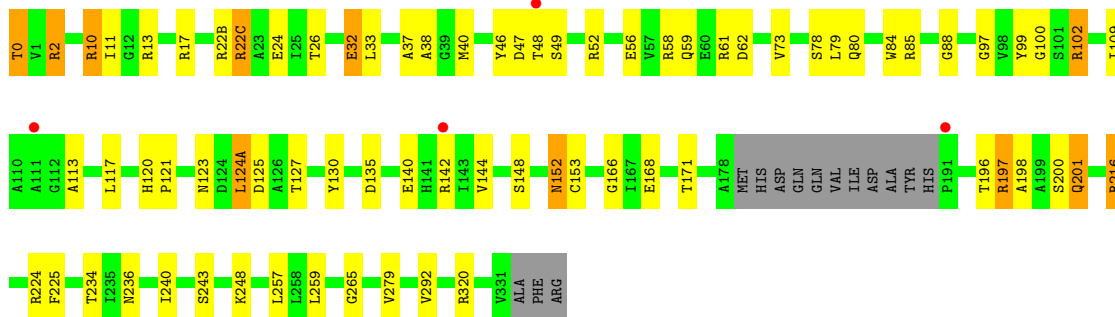 T0 V1 R2 R10 I11 G12 R13 R17 R22B R22C A23 E24 I25 T26 E32 L33 A37 A38 G39 M40 Y46 D47 T48 S49 R52 E56 V57 R58 Q59 E60 R61 D62 V73 S78 L79 Q80 W84 R85 G88 G97 V98 Y99 G100 S101 R102 I109
A110 A111 G112 A113 L117 H120 P121 N123 D124 L124A D125 A126 T127 Y130 D135 E140 H141 R142 I143 V144 S148 N152 C153 G166 I167 E168 T171 A178 MET HIS ASP GLN GLN VAL ILE ASP ALA TYR HIS P191 T196 R197 A198 A199 S200 Q201
R224 F225 T234 I235 N236 I240 S243 K248 L257 L258 L259 G265 V279 V292 R320 V331 ALA PHE ARG